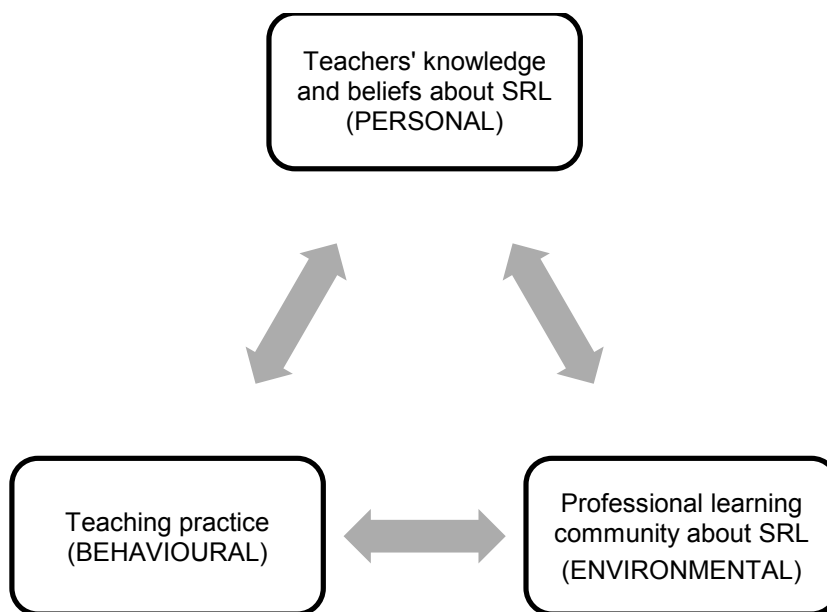 Teachers' knowledge
and beliefs about SRL
(PERSONAL)
Teaching practice
(BEHAVIOURAL)
Professional learning
community about SRL
(ENVIRONMENTAL)